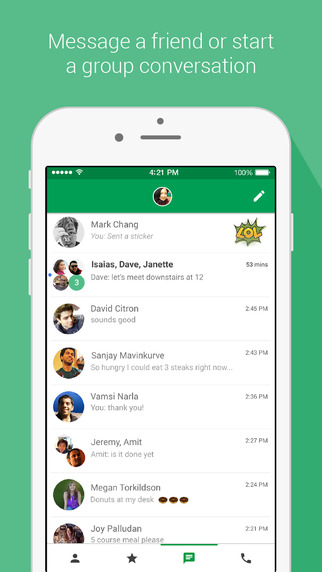 Message a friend or start
a group conversation
4:21 PM
100%
Mark Chang
You: Sent a sticker
LOL
Isaias, Dave, Janette
53 mins
3
Dave: let's meet downstairs at 12
David Citron
2:45 PM
sounds good
Sanjay Mavinkurve
2:43 PM
So hungry I could eat 3 steaks right now...
Vamsi Narla
2:36 PM
You: thank you!
Jeremy, Amit
2:27 PM
Amit: is it done yet
Megan Torkildson
2:24 PM
Donuts at my desk 🍩🍩🍩
Joy Palludan
2:21 PM
5 course meal please